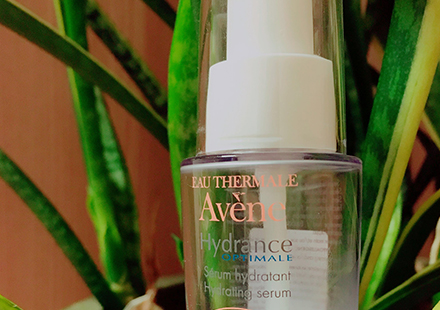 EAU THERMALE
Avène
Hydrance
OPTIMALE
Sérum hydratant
Hydrating serum